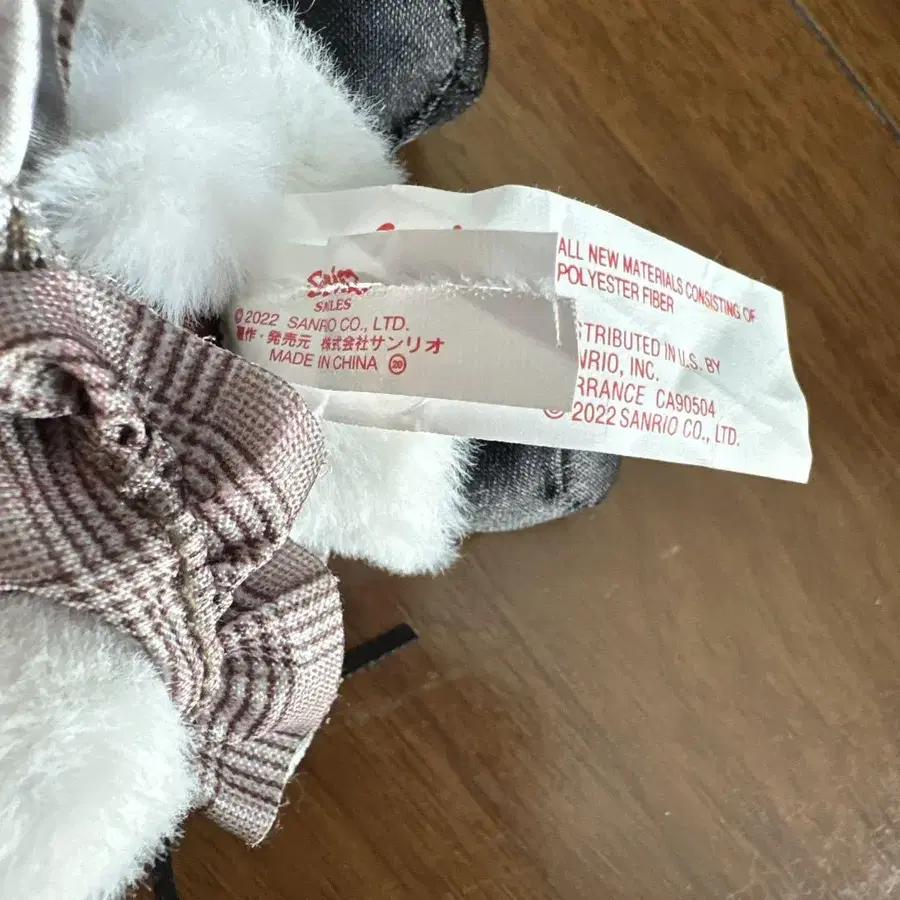 SALES
©2022 SANRIO CO., LTD.
製作・発売元 株式会社サンリオ
MADE IN CHINA 20
ALL NEW MATERIALS CONSISTING OF
POLYESTER FIBER
STRIBUTED IN U.S. BY
NRIO, INC.
RRANCE CA90504
© 2022 SANRIO CO., LTD.